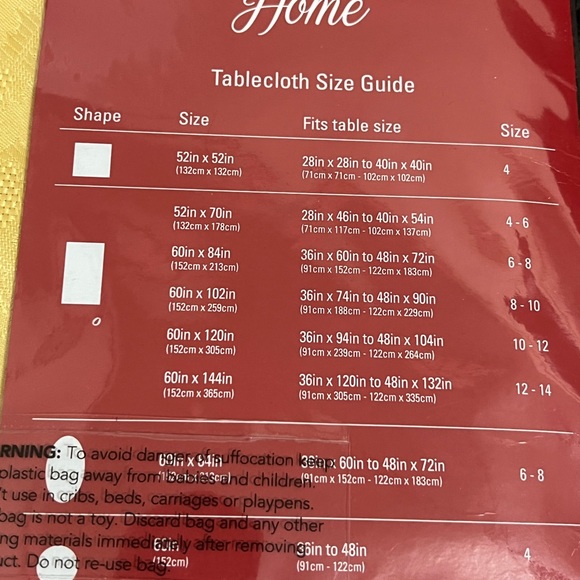 Home
Tablecloth Size Guide
Shape Size Fits table size Size
52in x 52in 28in x 28in to 40in x 40in 4
(132cm x 132cm) (71cm x 71cm - 102cm x 102cm)
52in x 70in 28in x 46in to 40in x 54in 4 - 6
(132cm x 178cm) (71cm x 117cm - 102cm x 137cm)
60in x 84in 36in x 60in to 48in x 72in 6 - 8
(152cm x 213cm) (91cm x 152cm - 122cm x 183cm)
60in x 102in 36in x 74in to 48in x 90in 8 - 10
(152cm x 259cm) (91cm x 188cm - 122cm x 229cm)
60in x 120in 36in x 94in to 48in x 104in 10 - 12
(152cm x 305cm) (91cm x 239cm - 122cm x 264cm)
60in x 144in 36in x 120in to 48in x 132in 12 - 14
(152cm x 365cm) (91cm x 305cm - 122cm x 335cm)
60in x 84in 36in x 60in to 48in x 72in 6 - 8
(152cm x 213cm) (91cm x 152cm - 122cm x 183cm)
60in 36in to 48in 4
(152cm) (91cm - 122cm)
RNING: To avoid danger of suffocation keep
plastic bag away from babies and children.
't use in cribs, beds, carriages or playpens.
bag is not a toy. Discard bag and any other
ng materials immediately after removing
uct. Do not re-use bag.